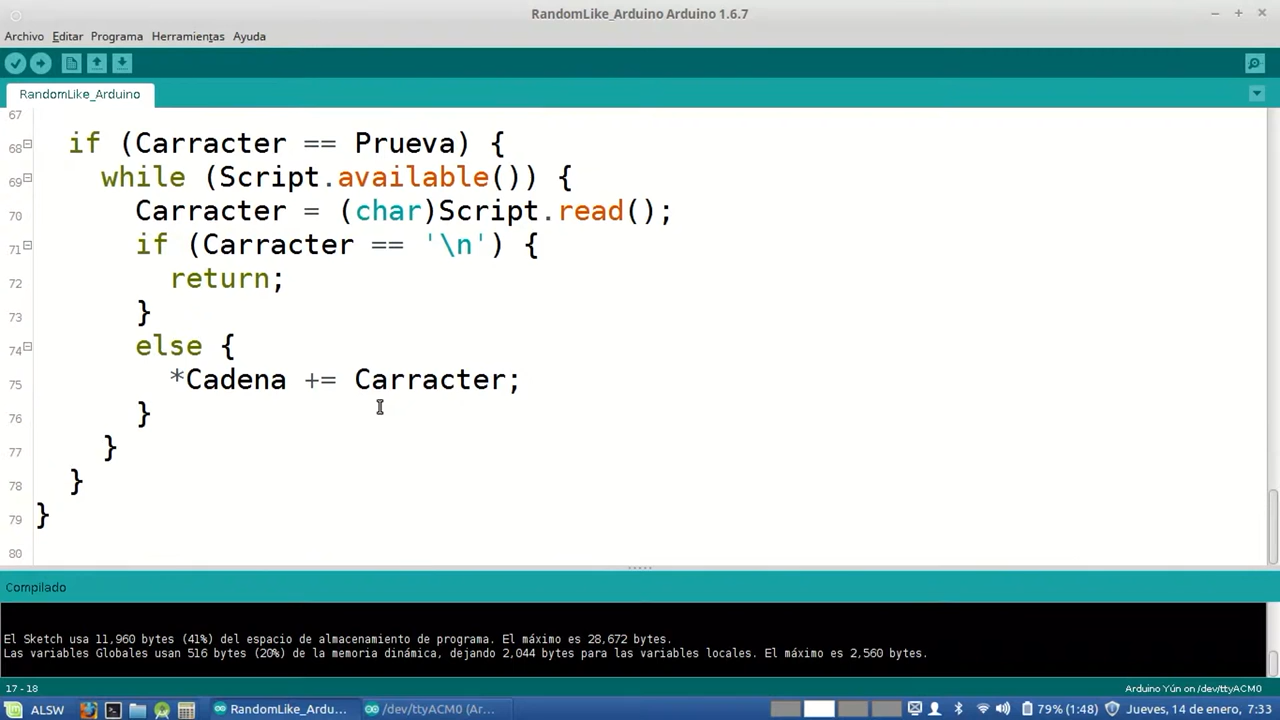 RandomLike_Arduino Arduino 1.6.7
Archivo Editar Programa Herramientas Ayuda
RandomLike_Arduino
67
68 if (Carracter == Prueva) {
69 while (Script.available()) {
70 Carracter = (char)Script.read();
71 if (Carracter == '\n') {
72 return;
73 }
74 else {
75 *Cadena += Carracter;
76 }
77 }
78 }
79 }
80
Compilado
El Sketch usa 11,960 bytes (41%) del espacio de almacenamiento de programa. El máximo es 28,672 bytes.
Las variables Globales usan 516 bytes (20%) de la memoria dinámica, dejando 2,044 bytes para las variables locales. El máximo es 2,560 bytes.
17 - 18 Arduino Yún on /dev/ttyACM0
ALSW RandomLike_Ardu... /dev/ttyACM0 (Ar... 79% (1:48) Jueves, 14 de enero, 7:33